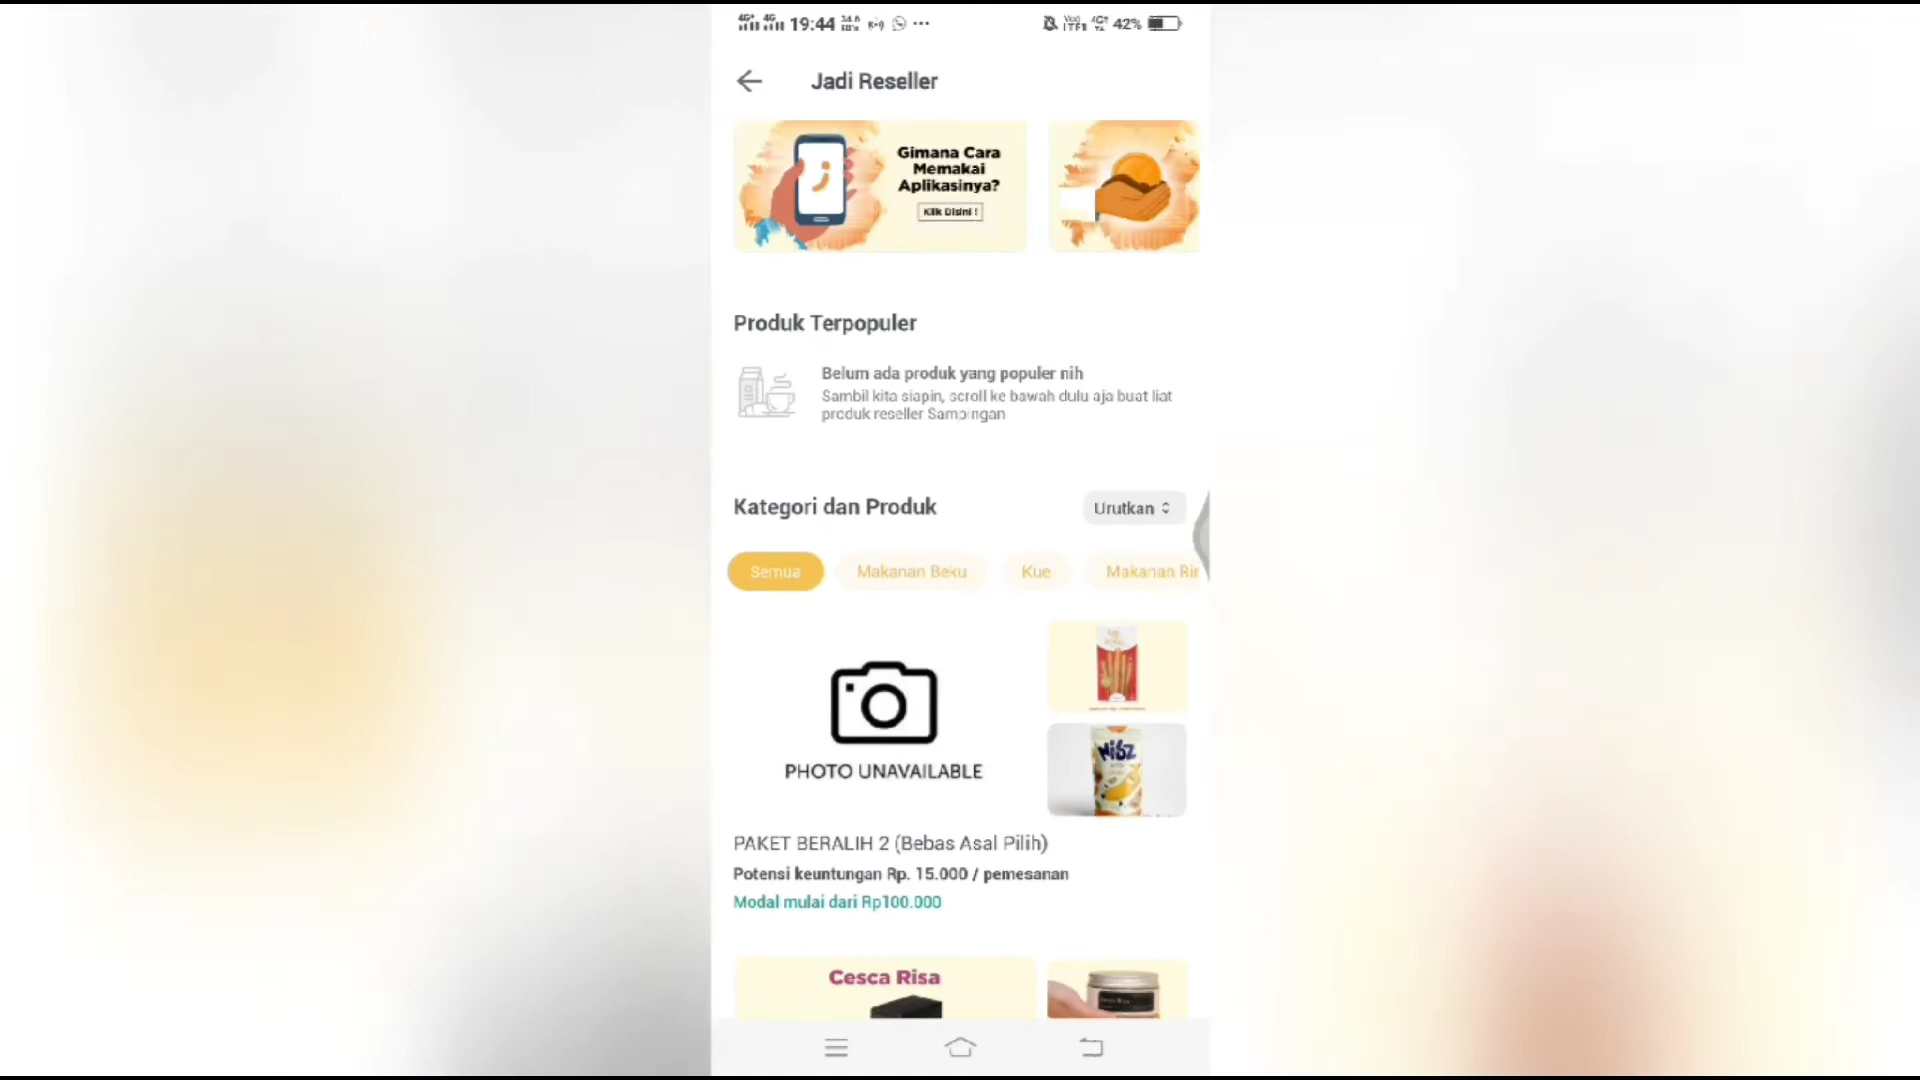 19:44
42%
Jadi Reseller
Gimana Cara
Memakai
Aplikasinya?
Klik Disini !
Produk Terpopuler
Belum ada produk yang populer nih
Sambil kita siapin, scroll ke bawah dulu aja buat liat
produk reseller Sampingan
Kategori dan Produk
Urutkan
Semua
Makanan Beku
Kue
Makanan Rin
PHOTO UNAVAILABLE
NiSZ
PAKET BERALIH 2 (Bebas Asal Pilih)
Potensi keuntungan Rp. 15.000 / pemesanan
Modal mulai dari Rp100.000
Cesca Risa